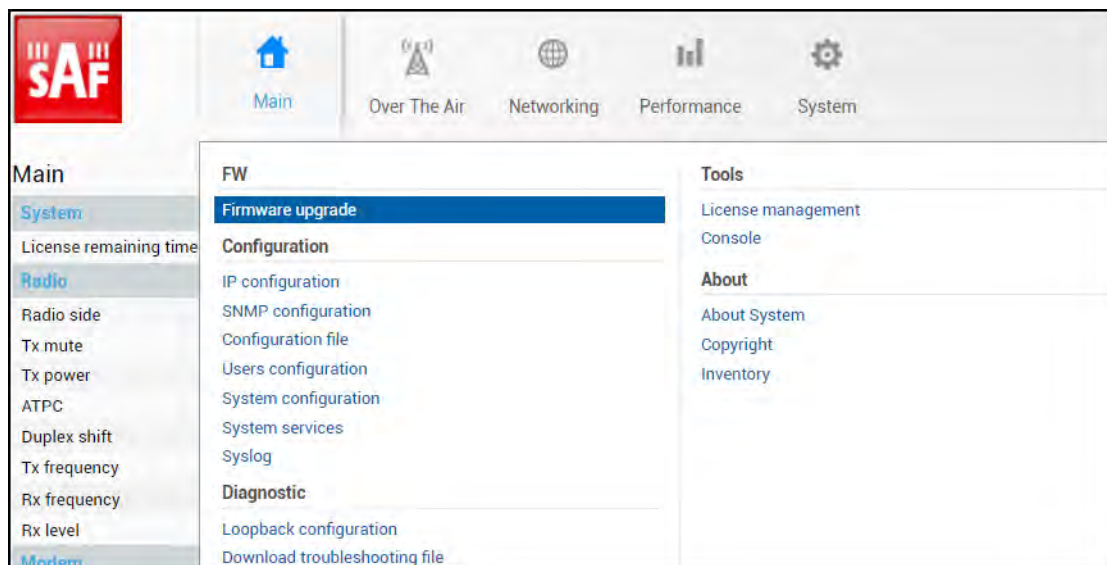 SAF
Main
Over The Air
Networking
Performance
System
Main
System
License remaining time
Radio
Radio side
Tx mute
Tx power
ATPC
Duplex shift
Tx frequency
Rx frequency
Rx level
Modem
FW
Firmware upgrade
Configuration
IP configuration
SNMP configuration
Configuration file
Users configuration
System configuration
System services
Syslog
Diagnostic
Loopback configuration
Download troubleshooting file
Tools
License management
Console
About
About System
Copyright
Inventory